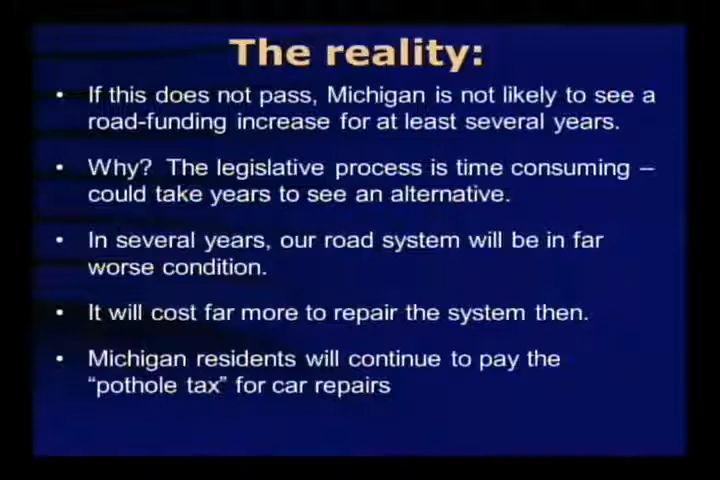 The reality:
• If this does not pass, Michigan is not likely to see a
road-funding increase for at least several years.
• Why?  The legislative process is time consuming –
could take years to see an alternative.
• In several years, our road system will be in far
worse condition.
• It will cost far more to repair the system then.
• Michigan residents will continue to pay the
“pothole tax” for car repairs